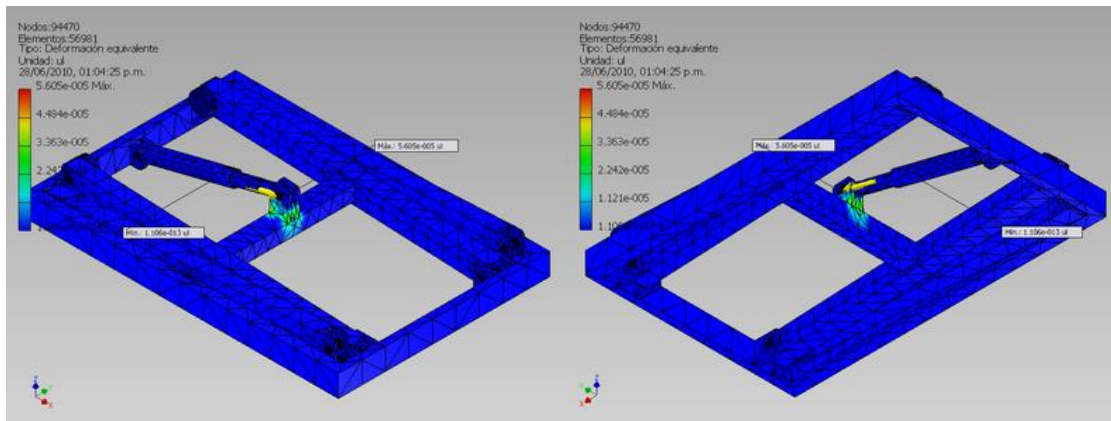 Nodos:94470
Elementos:56981
Tipo: Deformación equivalente
Unidad: ul
28/06/2010, 01:04:25 p.m.
5.605e-005 Máx.
4.484e-005
3.363e-005
2.242
Máx.: 5.605e-005 ul
Mín.: 1.106e-013 ul
Z
Y
X
Nodos:94470
Elementos:56981
Tipo: Deformación equivalente
Unidad: ul
28/06/2010, 01:04:25 p.m.
5.605e-005 Máx.
4.484e-005
3.363e-005
2.242e-005
1.121e-005
1.106
Máx.: 5.605e-005 ul
Mín.: 1.106e-013 ul
Z
Y
X